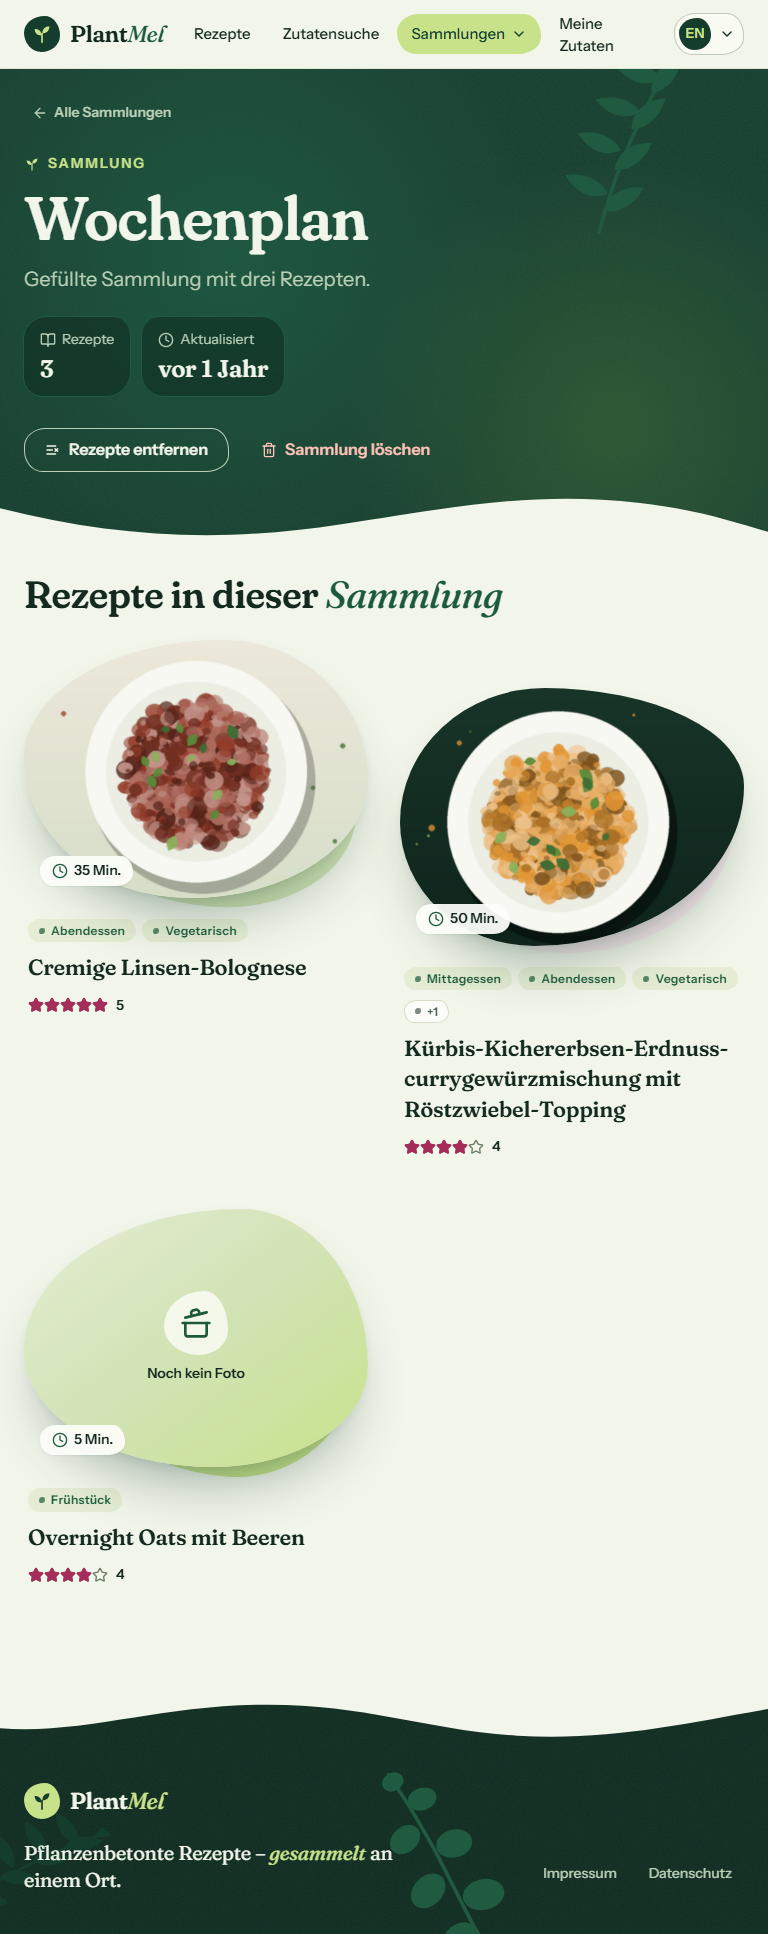 PlantMel
Rezepte
Zutatensuche
Sammlungen
Meine
Zutaten
EN
Alle Sammlungen
SAMMLUNG
Wochenplan
Gefüllte Sammlung mit drei Rezepten.
Rezepte
3
Aktualisiert
vor 1 Jahr
Rezepte entfernen
Sammlung löschen
Rezepte in dieser Sammlung
35 Min.
Abendessen
Vegetarisch
Cremige Linsen-Bolognese
5
50 Min.
Mittagessen
Abendessen
Vegetarisch
+1
Kürbis-Kichererbsen-Erdnuss-
currygewürzmischung mit
Röstzwiebel-Topping
4
Noch kein Foto
5 Min.
Frühstück
Overnight Oats mit Beeren
4
PlantMel
Pflanzenbetonte Rezepte – gesammelt an
einem Ort.
Impressum
Datenschutz